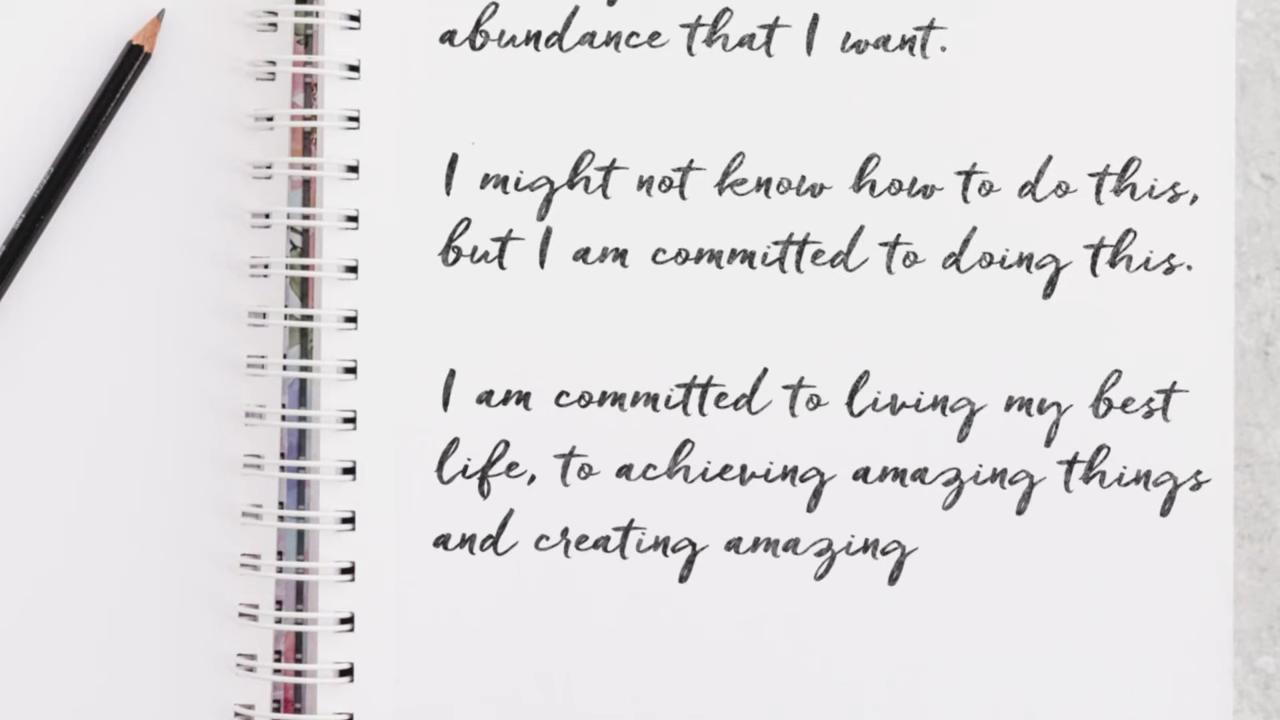 abundance that I want.
I might not know how to do this,
but I am committed to doing this.
I am committed to living my best
life, to achieving amazing things
and creating amazing